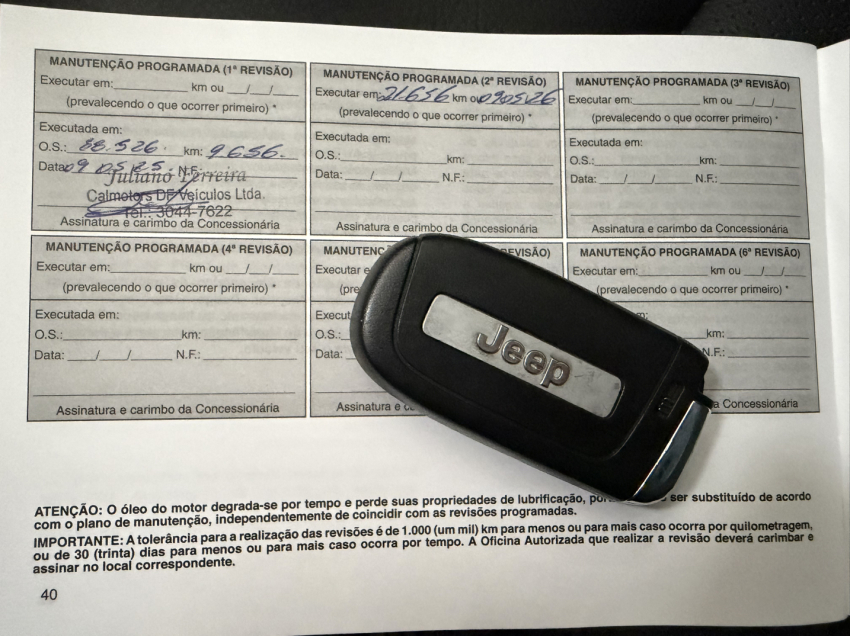 MANUTENÇÃO PROGRAMADA (1ª REVISÃO)
Executar em: km ou / /
(prevalecendo o que ocorrer primeiro) *
Executada em:
O.S.: 88.526. km: 9656.
Data: 09 05 25. N.F.:
Juliano Ferreira
Calmotors DF Veiculos Ltda.
Tel.: 3044-7622
Assinatura e carimbo da Concessionária
MANUTENÇÃO PROGRAMADA (2ª REVISÃO)
Executar em: 21.656 km ou 090526
(prevalecendo o que ocorrer primeiro) *
Executada em:
O.S.: km:
Data: / / N.F.:
Assinatura e carimbo da Concessionária
MANUTENÇÃO PROGRAMADA (3ª REVISÃO)
Executar em: km ou / /
(prevalecendo o que ocorrer primeiro) *
Executada em:
O.S.: km:
Data: / / N.F.:
Assinatura e carimbo da Concessionária
MANUTENÇÃO PROGRAMADA (4ª REVISÃO)
Executar em: km ou / /
(prevalecendo o que ocorrer primeiro) *
Executada em:
O.S.: km:
Data: / / N.F.:
Assinatura e carimbo da Concessionária
O.S.:
Data:
Assinatura e
MANUTENÇÃO PROGRAMADA (6ª REVISÃO)
Executar em: km ou / /
(prevalecendo o que ocorrer primeiro) *
km:
N.F.:
Concessionária
Jeep
ATENÇÃO: O óleo do motor degrada-se por tempo e perde suas propriedades de lubrificação, ser substituído de acordo
com o plano de manutenção, independentemente de coincidir com as revisões programadas.
IMPORTANTE: A tolerância para a realização das revisões é de 1.000 (um mil) km para menos ou para mais caso ocorra por quilometragem,
ou de 30 (trinta) dias para menos ou para mais caso ocorra por tempo. A Oficina Autorizada que realizar a revisão deverá carimbar e
assinar no local correspondente.
40